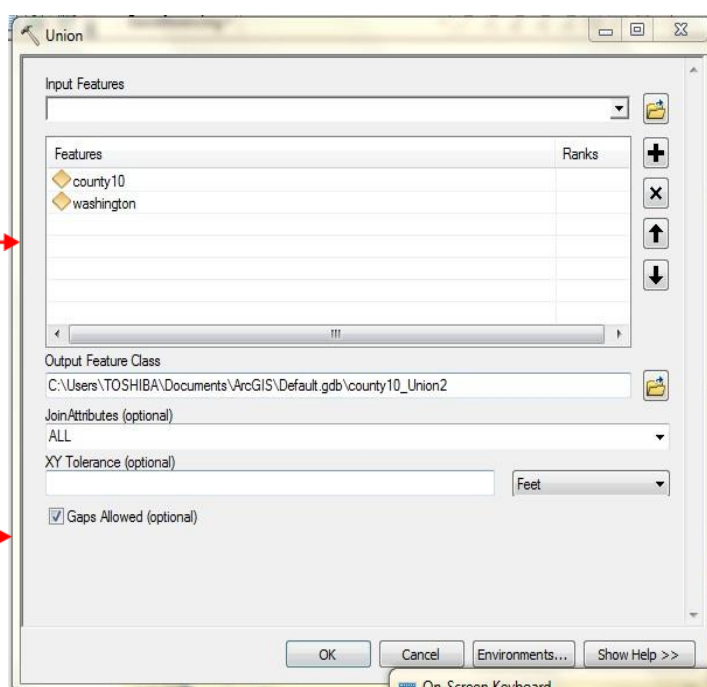 Union
Input Features
Features Ranks
county10
washington
Output Feature Class
C:\Users\TOSHIBA\Documents\ArcGIS\Default.gdb\county10_Union2
JoinAttributes (optional)
ALL
XY Tolerance (optional)
Feet
Gaps Allowed (optional)
OK Cancel Environments... Show Help >>
On-Screen Keyboard